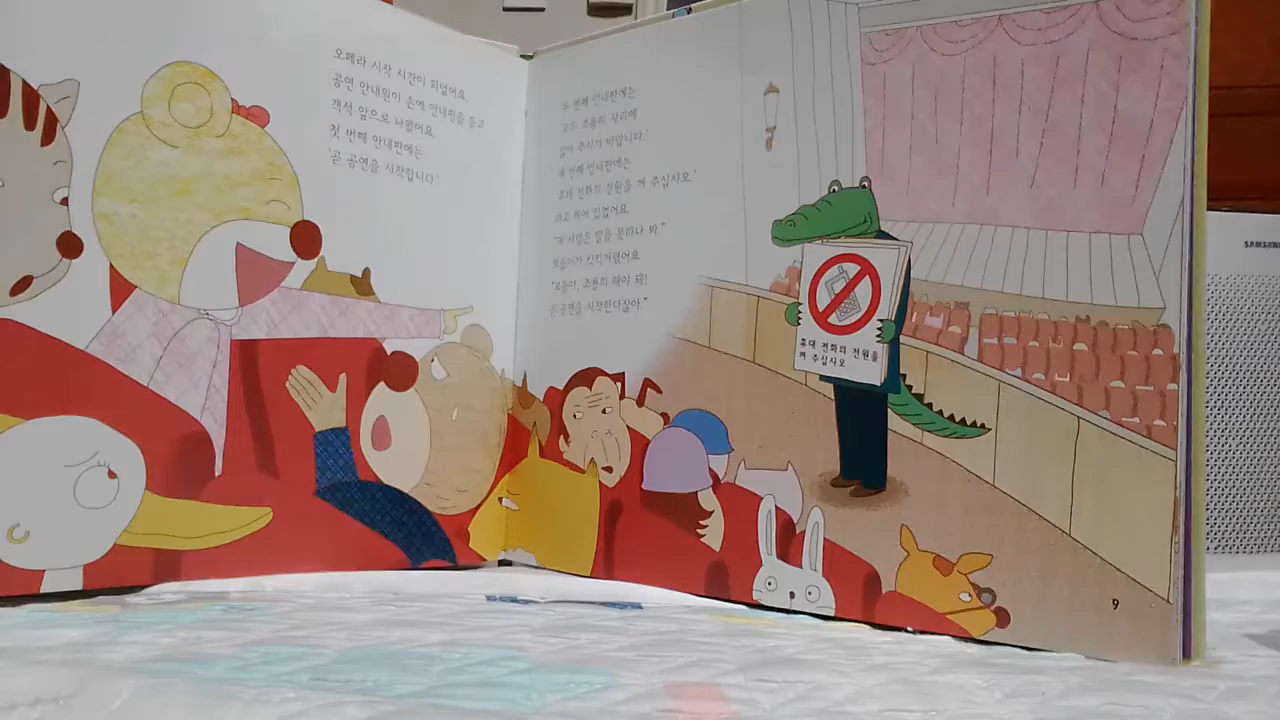 오페라 시작 시간이 되었어요.
공연 안내원이 손에 안내판을 들고
객석 앞으로 나왔어요.
첫 번째 안내판에는
'곧 공연을 시작합니다'
두 번째 안내판에는
'모두 조용히 자리에
앉아 주시기 바랍니다.'
세 번째 안내판에는
'휴대 전화의 전원을 꺼 주십시오.'
라고 쓰여 있었어요.
"저 사람은 말을 못하나 봐."
보들이가 킥킥거렸어요.
"보들아, 조용히 해야 돼!
곧 공연을 시작한다잖아."
휴대 전화의 전원을
꺼 주십시오
9
SAMSUNG